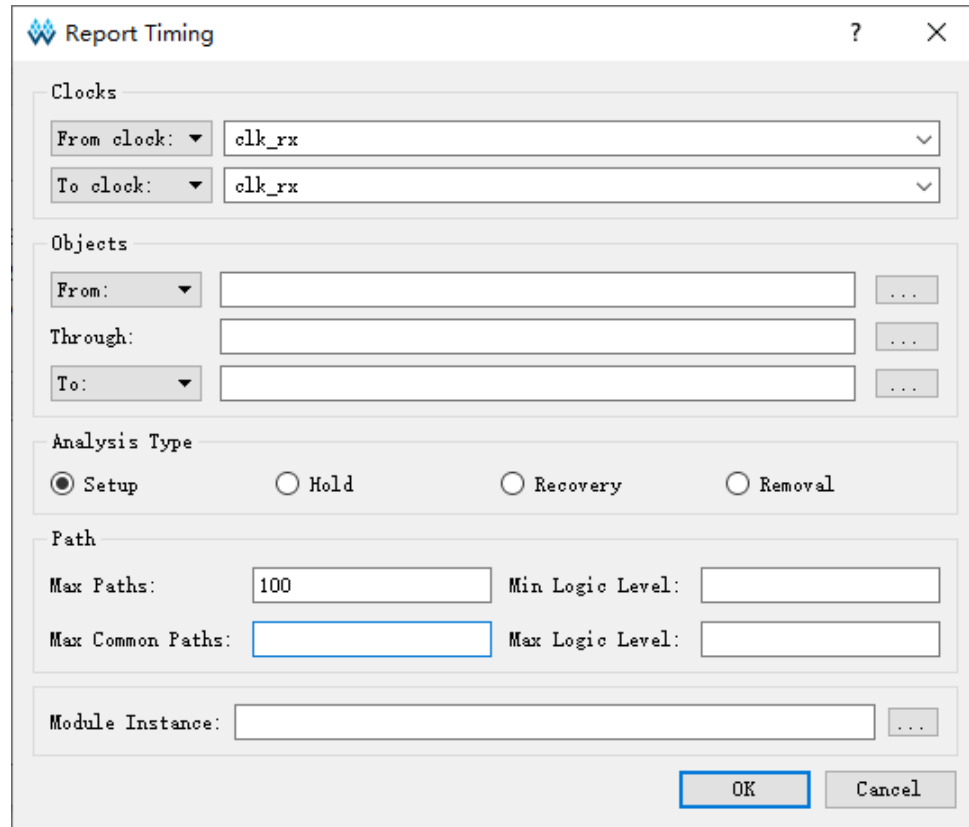 Report Timing ?
Clocks
From clock: clk_rx
To clock: clk_rx
Objects
From: ...
Through: ...
To: ...
Analysis Type
Setup Hold Recovery Removal
Path
Max Paths: 100 Min Logic Level:
Max Common Paths: Max Logic Level:
Module Instance: ...
OK Cancel